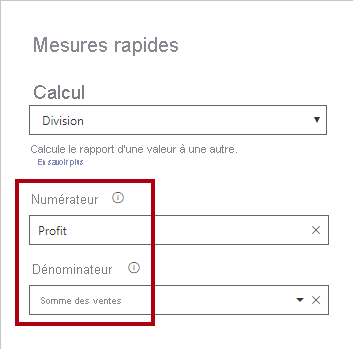 Mesures rapides
Calcul
Division
Calcule le rapport d'une valeur à une autre.
En savoir plus
Numérateur
Profit
Dénominateur
Somme des ventes